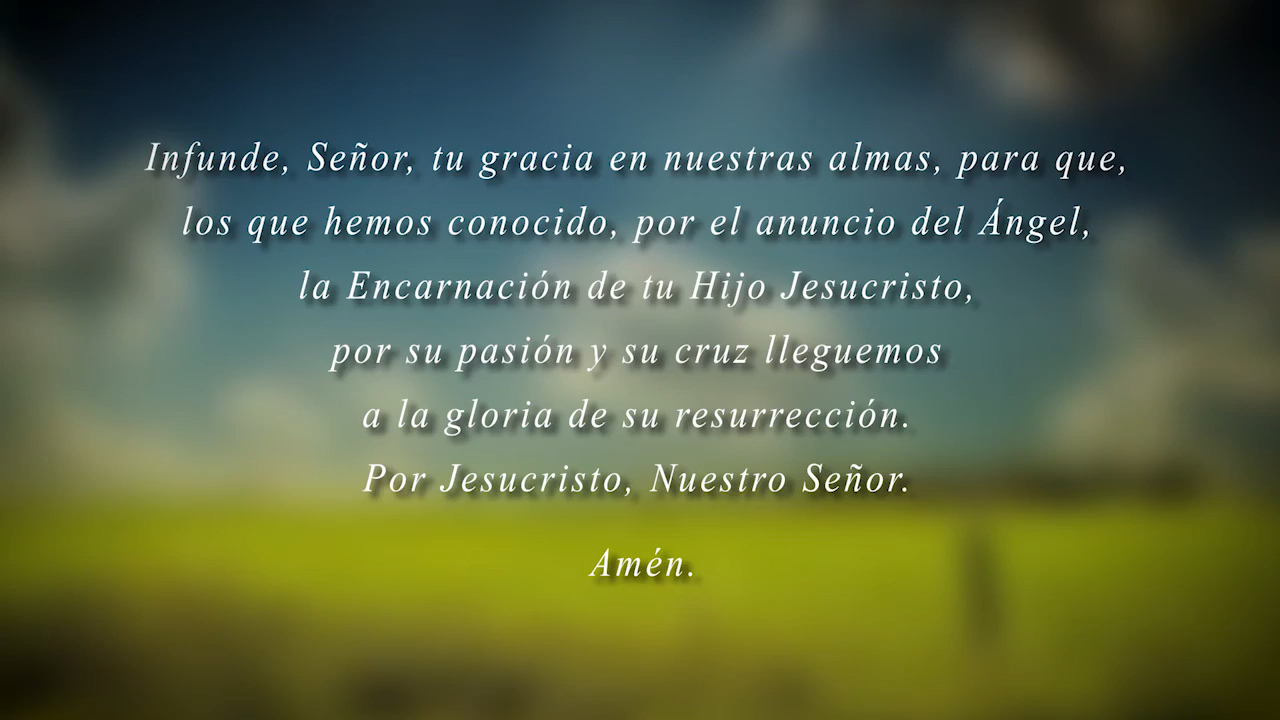 Infunde, Señor, tu gracia en nuestras almas, para que,
los que hemos conocido, por el anuncio del Ángel,
la Encarnación de tu Hijo Jesucristo,
por su pasión y su cruz lleguemos
a la gloria de su resurrección.
Por Jesucristo, Nuestro Señor.
Amén.